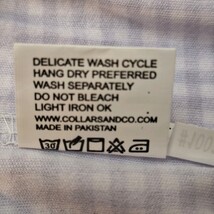 DELICATE WASH CYCLE
HANG DRY PREFERRED
WASH SEPARATELY
DO NOT BLEACH
LIGHT IRON OK
WWW.COLLARSANDCO.COM
MADE IN PAKISTAN
30